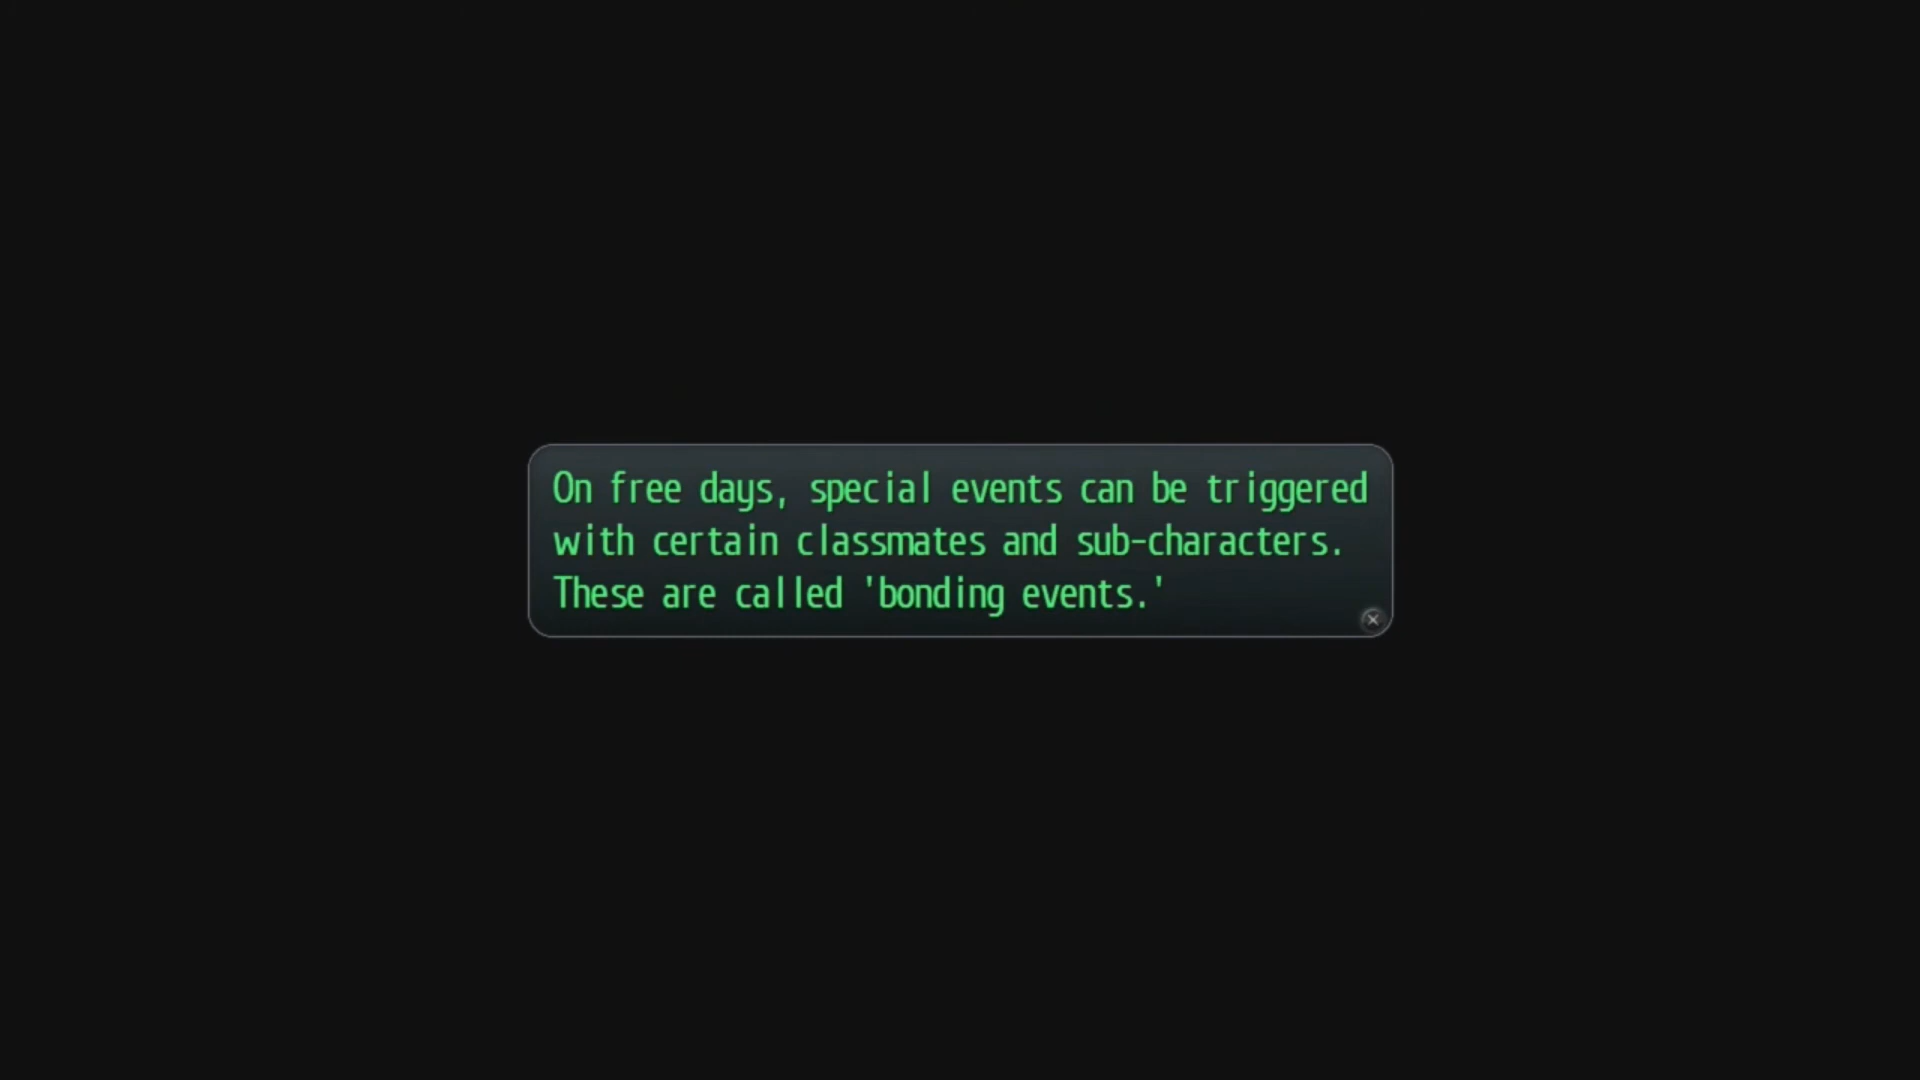 On free days, special events can be triggered
with certain classmates and sub-characters.
These are called 'bonding events.'